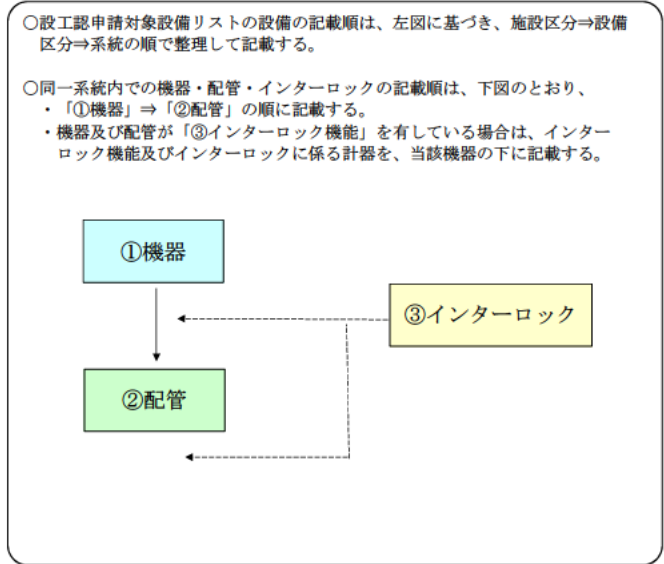 ○設工認申請対象設備リストの設備の記載順は、左図に基づき、施設区分⇒設備
区分⇒系統の順で整理して記載する。
○同一系統内での機器・配管・インターロックの記載順は、下図のとおり、
・「①機器」⇒「②配管」の順に記載する。
・機器及び配管が「③インターロック機能」を有している場合は、インター
ロック機能及びインターロックに係る計器を、当該機器の下に記載する。
①機器
③インターロック
②配管